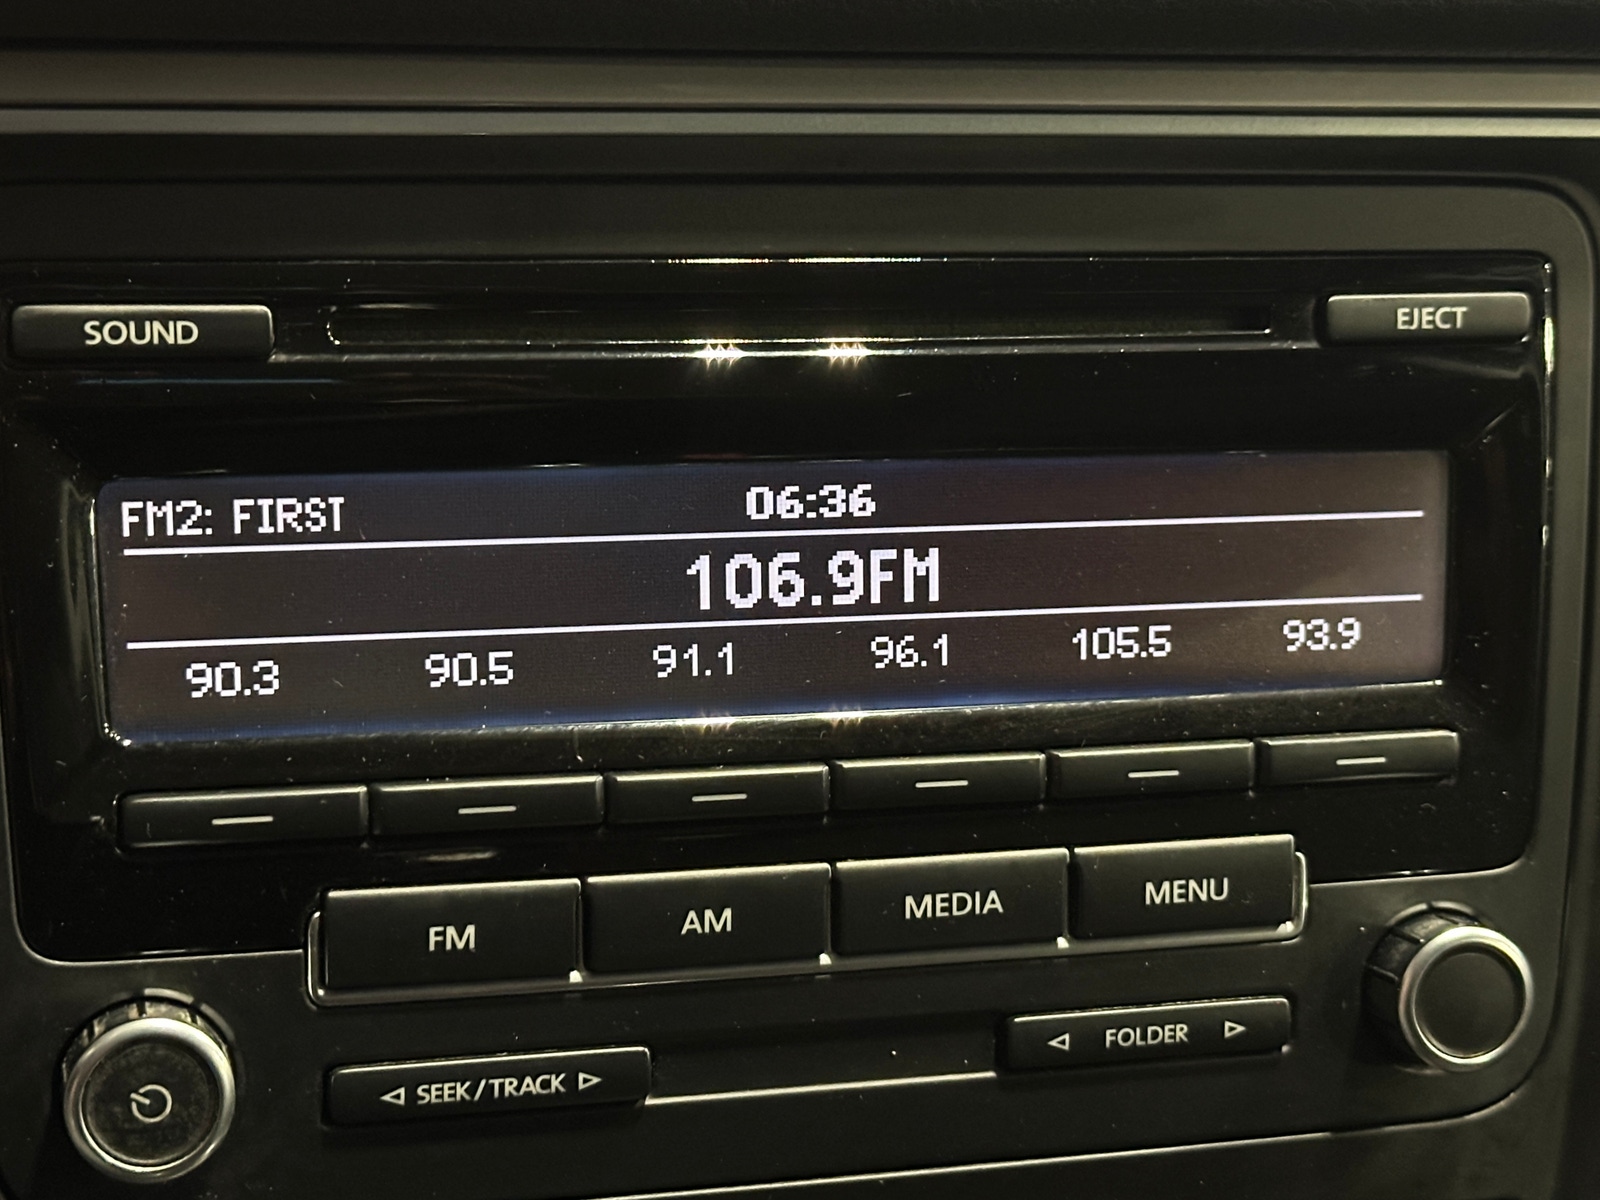 SOUND
EJECT
FM2: FIRST 06:36
106.9FM
90.3 90.5 91.1 96.1 105.5 93.9
FM AM MEDIA MENU
SEEK/TRACK FOLDER